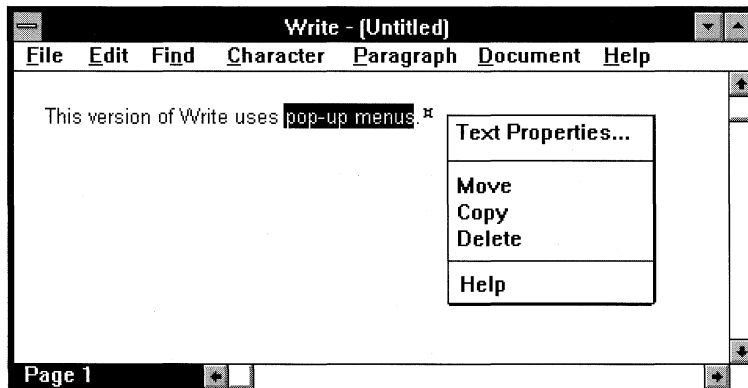 Write - (Untitled)
File Edit Find Character Paragraph Document Help
This version of Write uses pop-up menus.¤
Text Properties...
Move
Copy
Delete
Help
Page 1